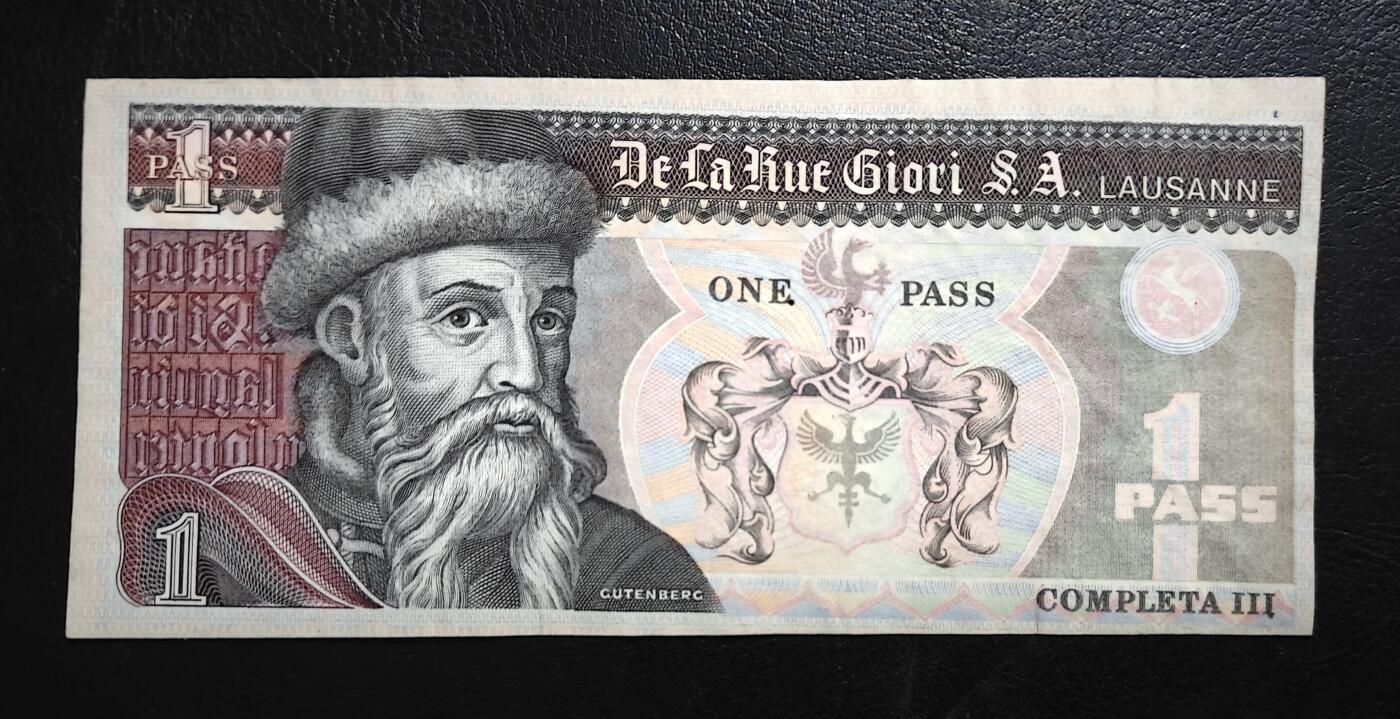 1
PASS
De La Rue Giori S.A. LAUSANNE
ONE PASS
1
PASS
1
GUTENBERG
COMPLETA III